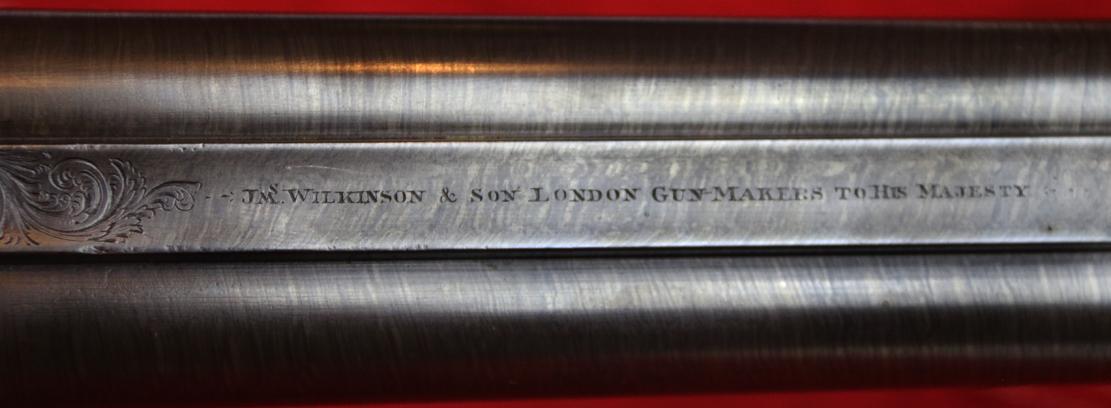 JAS. WILKINSON & SON LONDON GUN-MAKERS TO HIS MAJESTY